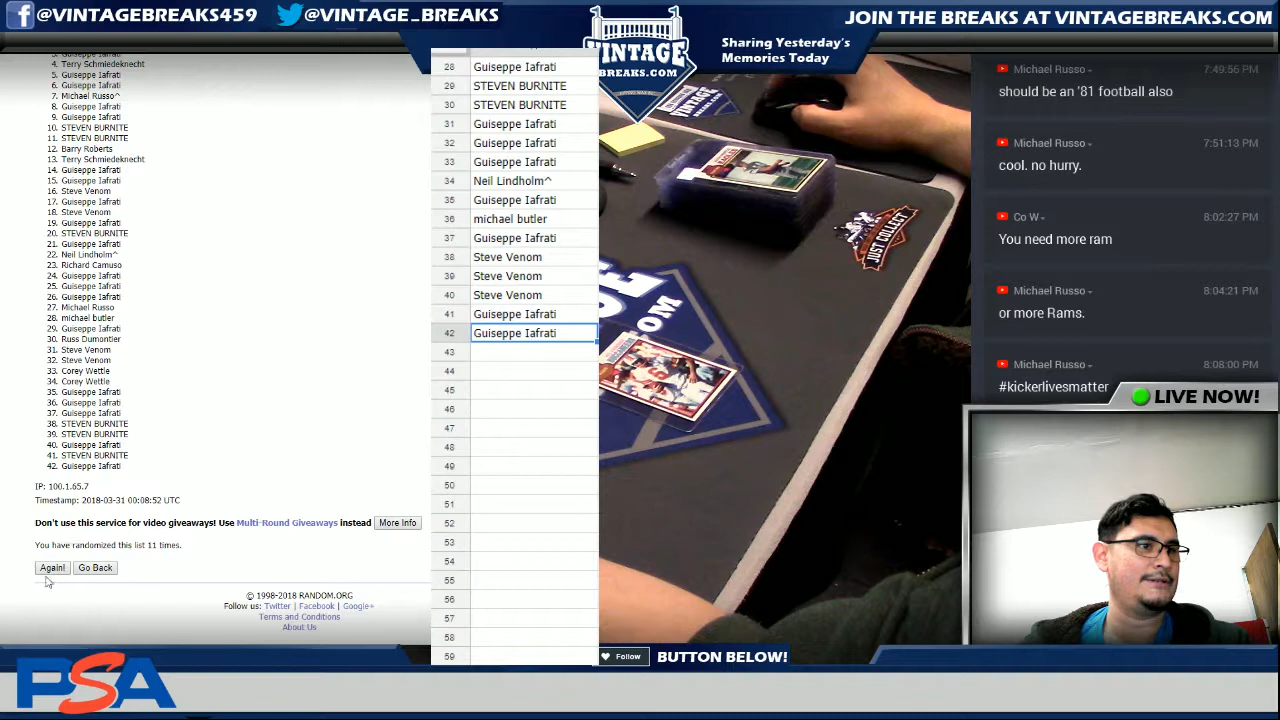 @VINTAGEBREAKS459
@VINTAGE_BREAKS
VINTAGE
BREAKS.COM
Sharing Yesterday's
Memories Today
JOIN THE BREAKS AT VINTAGEBREAKS.COM
3. Guiseppe Iafrati
4. Terry Schmiedeknecht
5. Guiseppe Iafrati
6. Guiseppe Iafrati
7. Michael Russo^
8. Guiseppe Iafrati
9. Guiseppe Iafrati
10. STEVEN BURNITE
11. STEVEN BURNITE
12. Barry Roberts
13. Terry Schmiedeknecht
14. Guiseppe Iafrati
15. Guiseppe Iafrati
16. Steve Venom
17. Guiseppe Iafrati
18. Steve Venom
19. Guiseppe Iafrati
20. STEVEN BURNITE
21. Guiseppe Iafrati
22. Neil Lindholm^
23. Richard Camuso
24. Guiseppe Iafrati
25. Guiseppe Iafrati
26. Guiseppe Iafrati
27. Michael Russo
28. michael butler
29. Guiseppe Iafrati
30. Russ Dumontier
31. Steve Venom
32. Steve Venom
33. Corey Wettle
34. Corey Wettle
35. Guiseppe Iafrati
36. Guiseppe Iafrati
37. Guiseppe Iafrati
38. STEVEN BURNITE
39. STEVEN BURNITE
40. Guiseppe Iafrati
41. STEVEN BURNITE
42. Guiseppe Iafrati
IP: 100.1.65.7
Timestamp: 2018-03-31 00:08:52 UTC
Don't use this service for video giveaways! Use Multi-Round Giveaways instead More Info
You have randomized this list 11 times.
Again! Go Back
© 1998-2018 RANDOM.ORG
Follow us: Twitter | Facebook | Google+
Terms and Conditions
About Us
28 Guiseppe Iafrati
29 STEVEN BURNITE
30 STEVEN BURNITE
31 Guiseppe Iafrati
32 Guiseppe Iafrati
33 Guiseppe Iafrati
34 Neil Lindholm^
35 Guiseppe Iafrati
36 michael butler
37 Guiseppe Iafrati
38 Steve Venom
39 Steve Venom
40 Steve Venom
41 Guiseppe Iafrati
42 Guiseppe Iafrati
43
44
45
46
47
48
49
50
51
52
53
54
55
56
57
58
59
JUST COLLECT
Michael Russo 7:49:56 PM
should be an '81 football also
Michael Russo 7:51:13 PM
cool. no hurry.
Co W 8:02:27 PM
You need more ram
Michael Russo 8:04:21 PM
or more Rams.
Michael Russo 8:08:00 PM
#kickerlivesmatter
LIVE NOW!
Follow BUTTON BELOW!
PSA